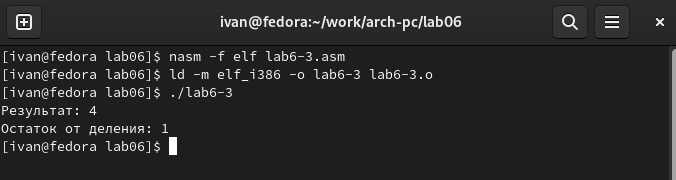 ivan@fedora:~/work/arch-pc/lab06
[ivan@fedora lab06]$ nasm -f elf lab6-3.asm
[ivan@fedora lab06]$ ld -m elf_i386 -o lab6-3 lab6-3.o
[ivan@fedora lab06]$ ./lab6-3
Результат: 4
Остаток от деления: 1
[ivan@fedora lab06]$